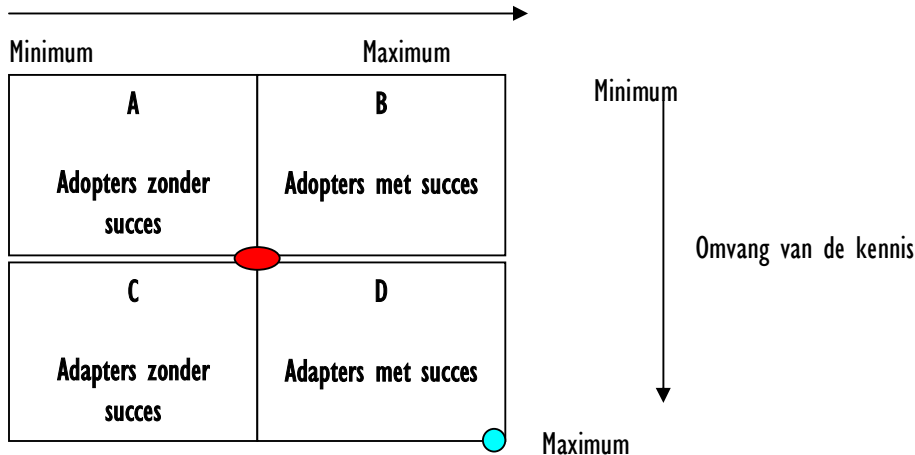 Minimum Maximum
A
Adopters zonder
succes
B
Adopters met succes
C
Adapters zonder
succes
D
Adapters met succes
Minimum
Omvang van de kennis
Maximum